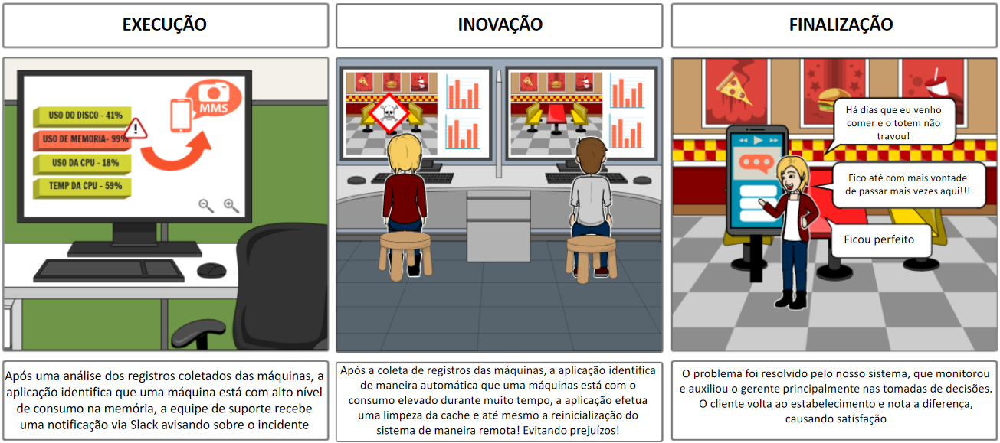 EXECUÇÃO
INOVAÇÃO
FINALIZAÇÃO
USO DO DISCO - 41%
USO DE MEMORIA- 99%
USO DA CPU - 18%
TEMP DA CPU - 59%
!
MMS
Há dias que eu venho
comer e o totem não
travou!
Fico até com mais vontade
de passar mais vezes aqui!!!
Ficou perfeito
Após uma análise dos registros coletados das máquinas, a
aplicação identifica que uma máquina está com alto nível
de consumo na memória, a equipe de suporte recebe
uma notificação via Slack avisando sobre o incidente
Após a coleta de registros das máquinas, a aplicação identifica
de maneira automática que uma máquinas está com o
consumo elevado durante muito tempo, a aplicação efetua
uma limpeza da cache e até mesmo a reinicialização do
sistema de maneira remota! Evitando prejuízos!
O problema foi resolvido pelo nosso sistema, que monitorou
e auxiliou o gerente principalmente nas tomadas de decisões.
O cliente volta ao estabelecimento e nota a diferença,
causando satisfação